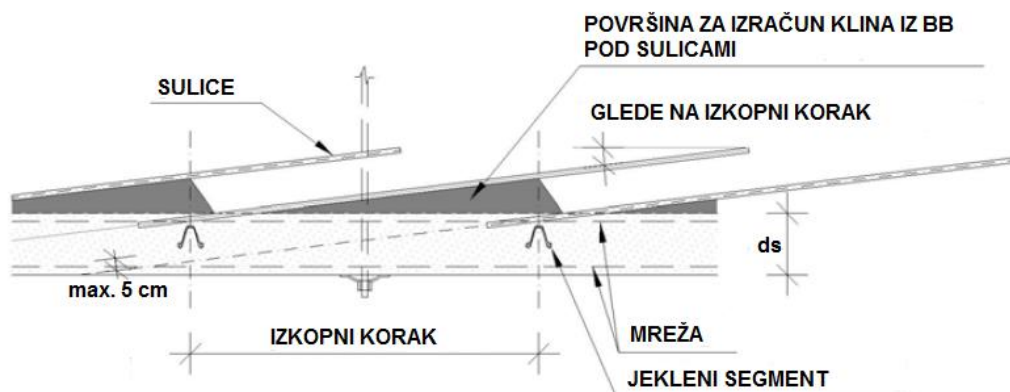 POVRŠINA ZA IZRAČUN KLINA IZ BB
POD SULICAMI
SULICE
GLEDE NA IZKOPNI KORAK
ds
max. 5 cm
IZKOPNI KORAK
MREŽA
JEKLENI SEGMENT